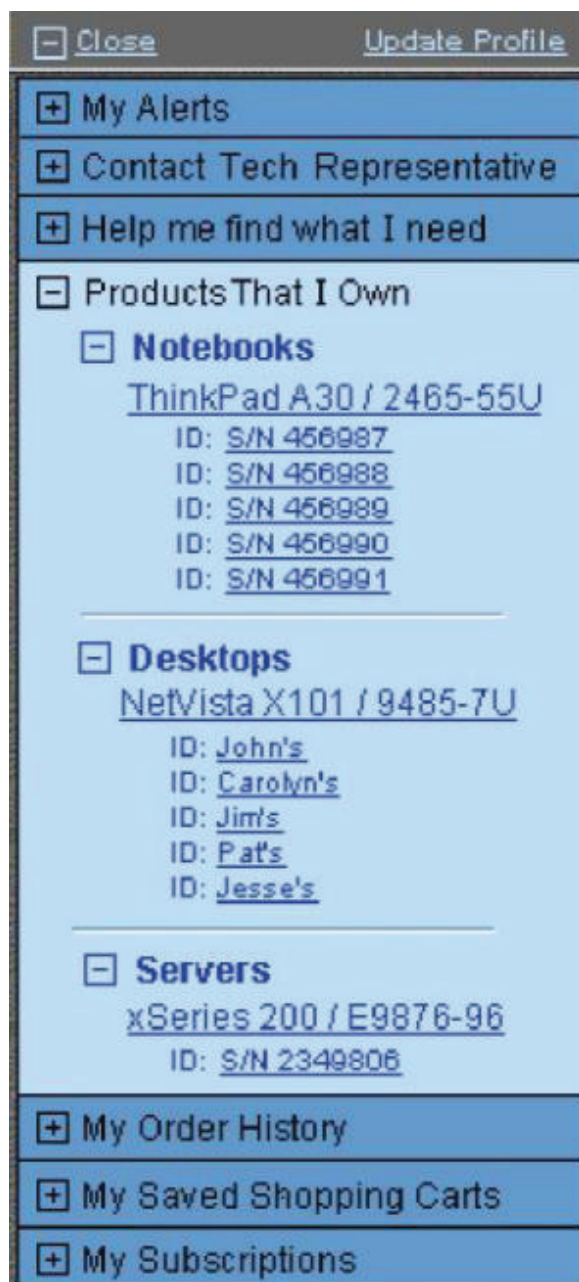 Close Update Profile
My Alerts
Contact Tech Representative
Help me find what I need
Products That I Own
Notebooks
ThinkPad A30 / 2465-55U
ID: S/N 456987
ID: S/N 456988
ID: S/N 456989
ID: S/N 456990
ID: S/N 456991
Desktops
NetVista X101 / 9485-7U
ID: John's
ID: Carolyn's
ID: Jim's
ID: Pat's
ID: Jesse's
Servers
xSeries 200 / E9876-96
ID: S/N 2349806
My Order History
My Saved Shopping Carts
My Subscriptions